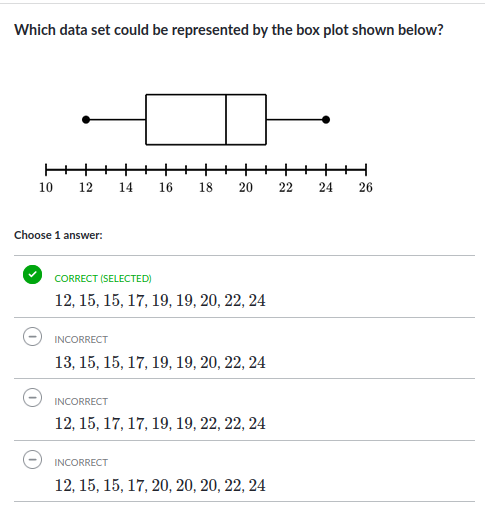 Which data set could be represented by the box plot shown below?
10 12 14 16 18 20 22 24 26
Choose 1 answer:
CORRECT (SELECTED)
12, 15, 15, 17, 19, 19, 20, 22, 24
INCORRECT
13, 15, 15, 17, 19, 19, 20, 22, 24
INCORRECT
12, 15, 17, 17, 19, 19, 22, 22, 24
INCORRECT
12, 15, 15, 17, 20, 20, 20, 22, 24